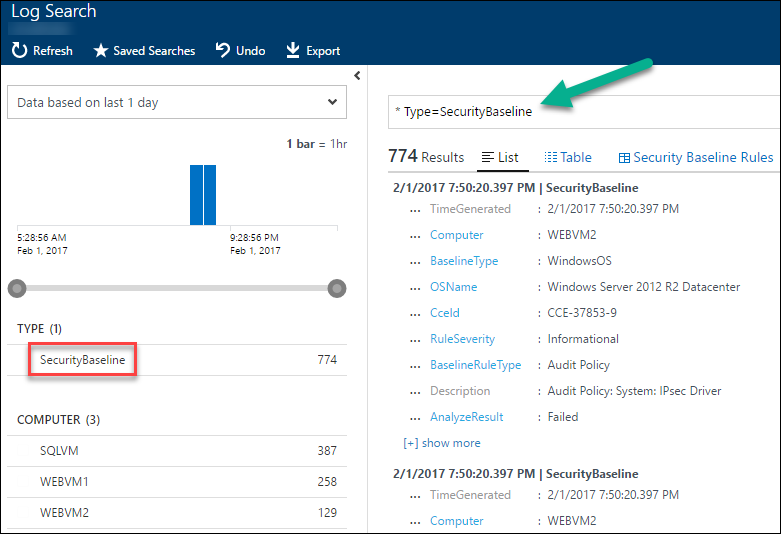 Log Search
Refresh Saved Searches Undo Export
Data based on last 1 day
1 bar = 1hr
5:28:56 AM
Feb 1, 2017
9:28:56 PM
Feb 1, 2017
TYPE (1)
SecurityBaseline 774
COMPUTER (3)
SQLVM 387
WEBVM1 258
WEBVM2 129
* Type=SecurityBaseline
774 Results List Table Security Baseline Rules
2/1/2017 7:50:20.397 PM | SecurityBaseline
... TimeGenerated : 2/1/2017 7:50:20.397 PM
... Computer : WEBVM2
... BaselineType : WindowsOS
... OSName : Windows Server 2012 R2 Datacenter
... CceId : CCE-37853-9
... RuleSeverity : Informational
... BaselineRuleType : Audit Policy
... Description : Audit Policy: System: IPsec Driver
... AnalyzeResult : Failed
[+] show more
2/1/2017 7:50:20.397 PM | SecurityBaseline
... TimeGenerated : 2/1/2017 7:50:20.397 PM
... Computer : WEBVM2